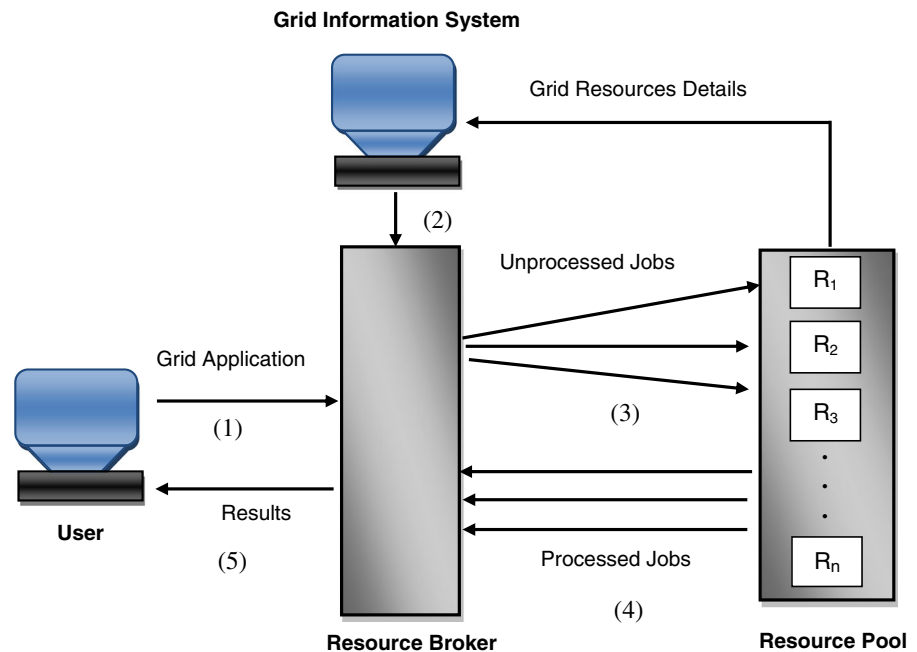 Grid Information System
Grid Resources Details
(2)
Unprocessed Jobs
R1
R2
R3
Grid Application
(1)
(3)
.
.
.
Results
User
(5)
Processed Jobs
Rn
(4)
Resource Broker
Resource Pool